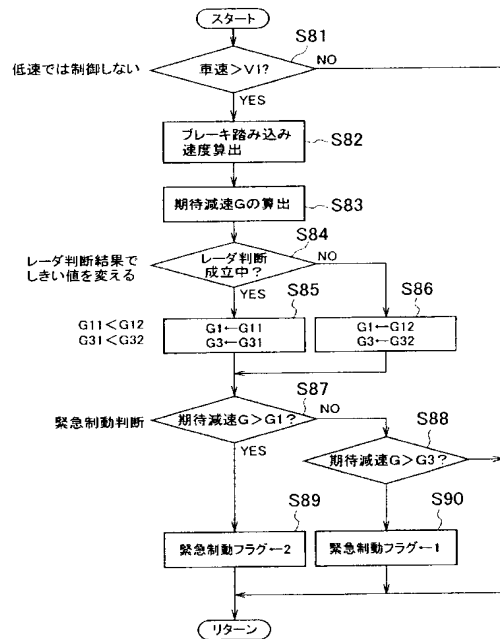 スタート
S81
低速では制御しない
車速>Vi?
NO
YES
S82
ブレーキ踏み込み
速度算出
S83
期待減速Gの算出
S84
レーダ判断結果で
しきい値を変える
レーダ判断
成立中?
NO
YES
S85
S86
G11<G12
G31<G32
G1←G11
G3←G31
G1←G12
G3←G32
S87
緊急制動判断
期待減速G>G1?
NO
S88
YES
期待減速G>G3?
S89
S90
緊急制動フラグ←2
緊急制動フラグ←1
リターン